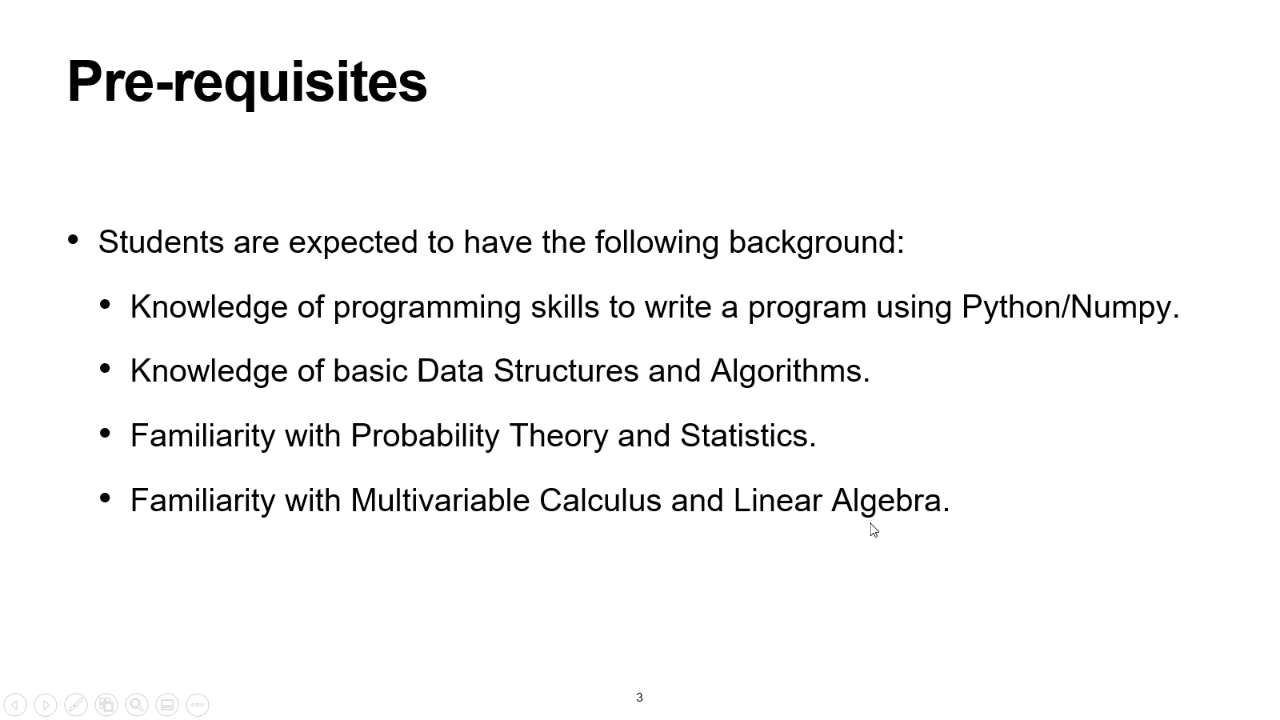 Pre-requisites
• Students are expected to have the following background:
• Knowledge of programming skills to write a program using Python/Numpy.
• Knowledge of basic Data Structures and Algorithms.
• Familiarity with Probability Theory and Statistics.
• Familiarity with Multivariable Calculus and Linear Algebra.
3